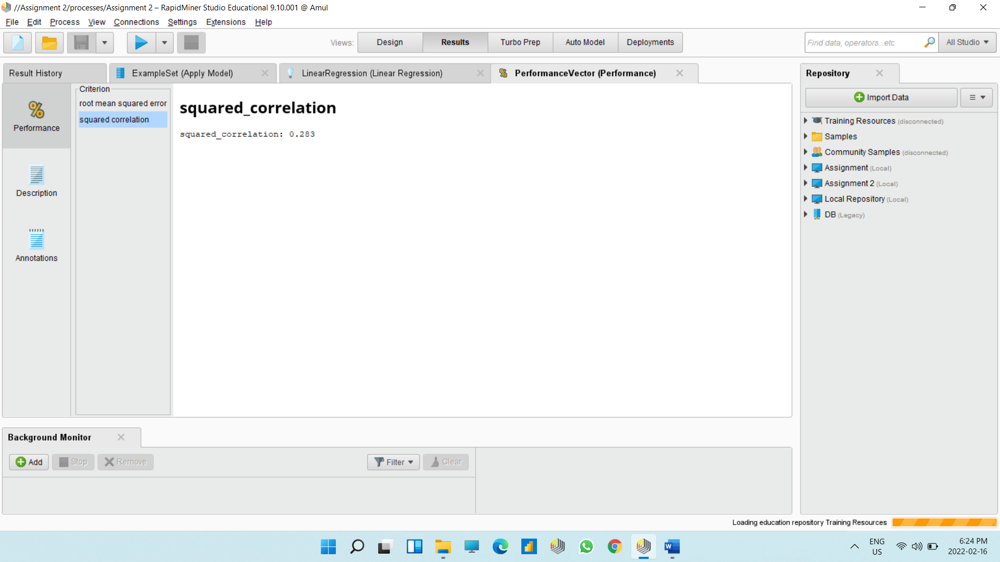 //Assignment 2/processes/Assignment 2 – RapidMiner Studio Educational 9.10.001 @ Amul
File Edit Process View Connections Settings Extensions Help
Views: Design Results Turbo Prep Auto Model Deployments
Find data, operators...etc All Studio
Result History ExampleSet (Apply Model) LinearRegression (Linear Regression) PerformanceVector (Performance)
Repository
Criterion
root mean squared error
squared correlation
Performance
Description
Annotations
squared_correlation
squared_correlation: 0.283
Import Data
Training Resources (disconnected)
Samples
Community Samples (disconnected)
Assignment (Local)
Assignment 2 (Local)
Local Repository (Local)
DB (Legacy)
Background Monitor
Add Stop Remove Filter Clear
Loading education repository Training Resources
ENG
US
6:24 PM
2022-02-16